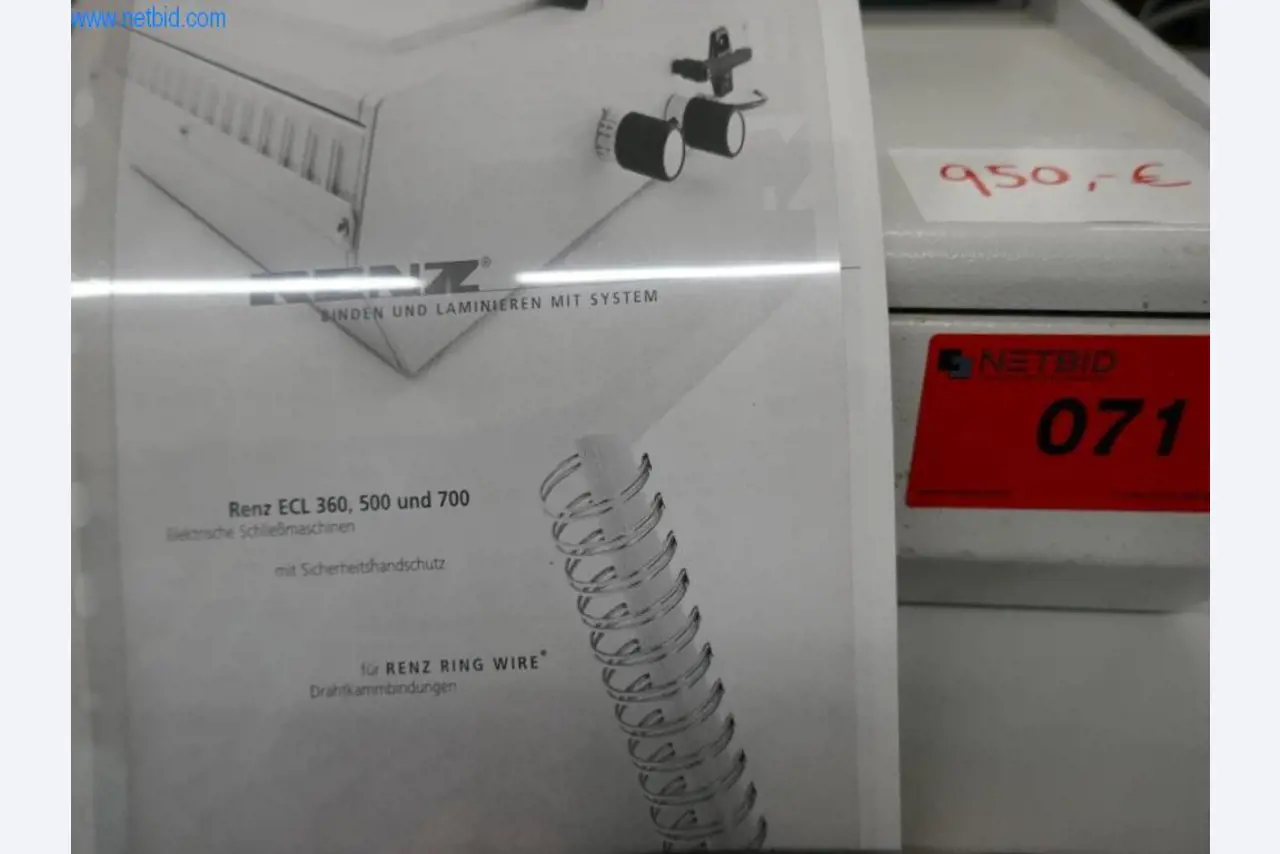 www.netbid.com
950,- €
RENZ®
BINDEN UND LAMINIEREN MIT SYSTEM
NETBID
071
Renz ECL 360, 500 und 700
Elektrische Schließmaschinen
mit Sicherheitshandschutz
für RENZ RING WIRE®
Drahtkammbindungen